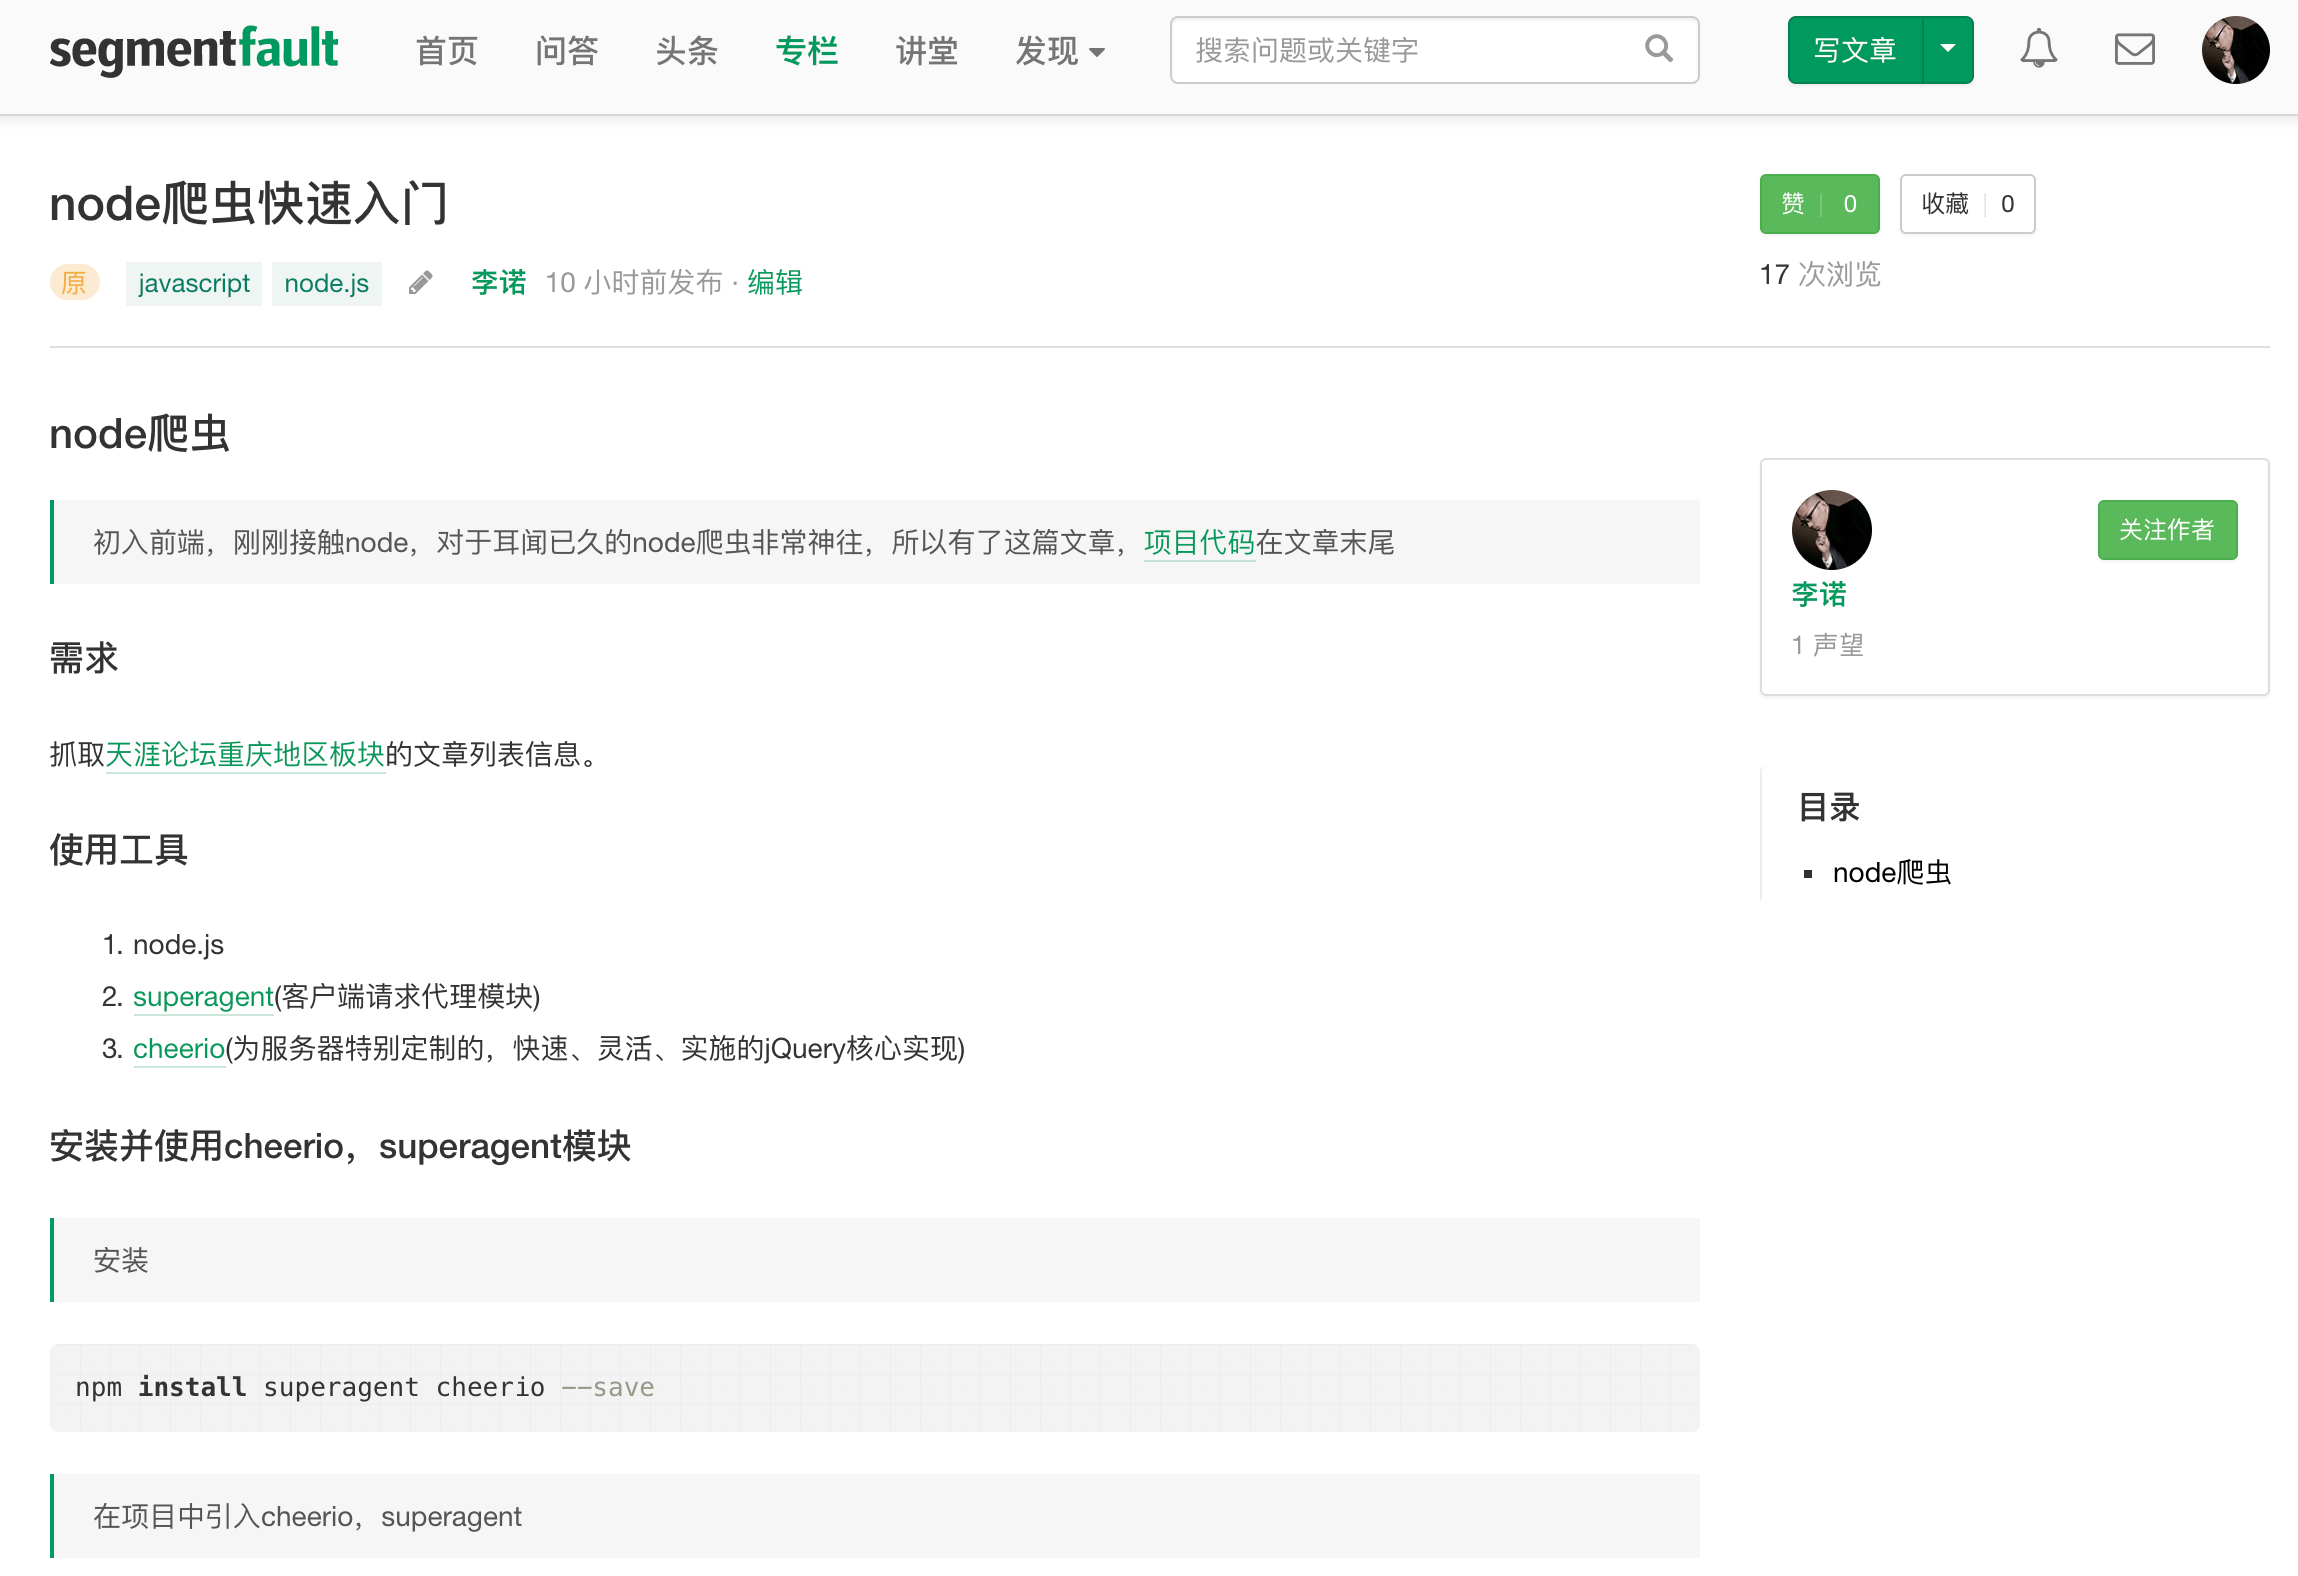 segmentfault 首页 问答 头条 专栏 讲堂 发现 搜索问题或关键字 写文章
node爬虫快速入门
原 javascript node.js 李诺 10 小时前发布 · 编辑
赞 0 收藏 0
17 次浏览
node爬虫
初入前端，刚刚接触node，对于耳闻已久的node爬虫非常神往，所以有了这篇文章，项目代码在文章末尾
需求
抓取天涯论坛重庆地区板块的文章列表信息。
使用工具
1. node.js
2. superagent(客户端请求代理模块)
3. cheerio(为服务器特别定制的，快速、灵活、实施的jQuery核心实现)
安装并使用cheerio，superagent模块
安装
npm install superagent cheerio --save
在项目中引入cheerio，superagent
关注作者
李诺
1 声望
目录
▪ node爬虫